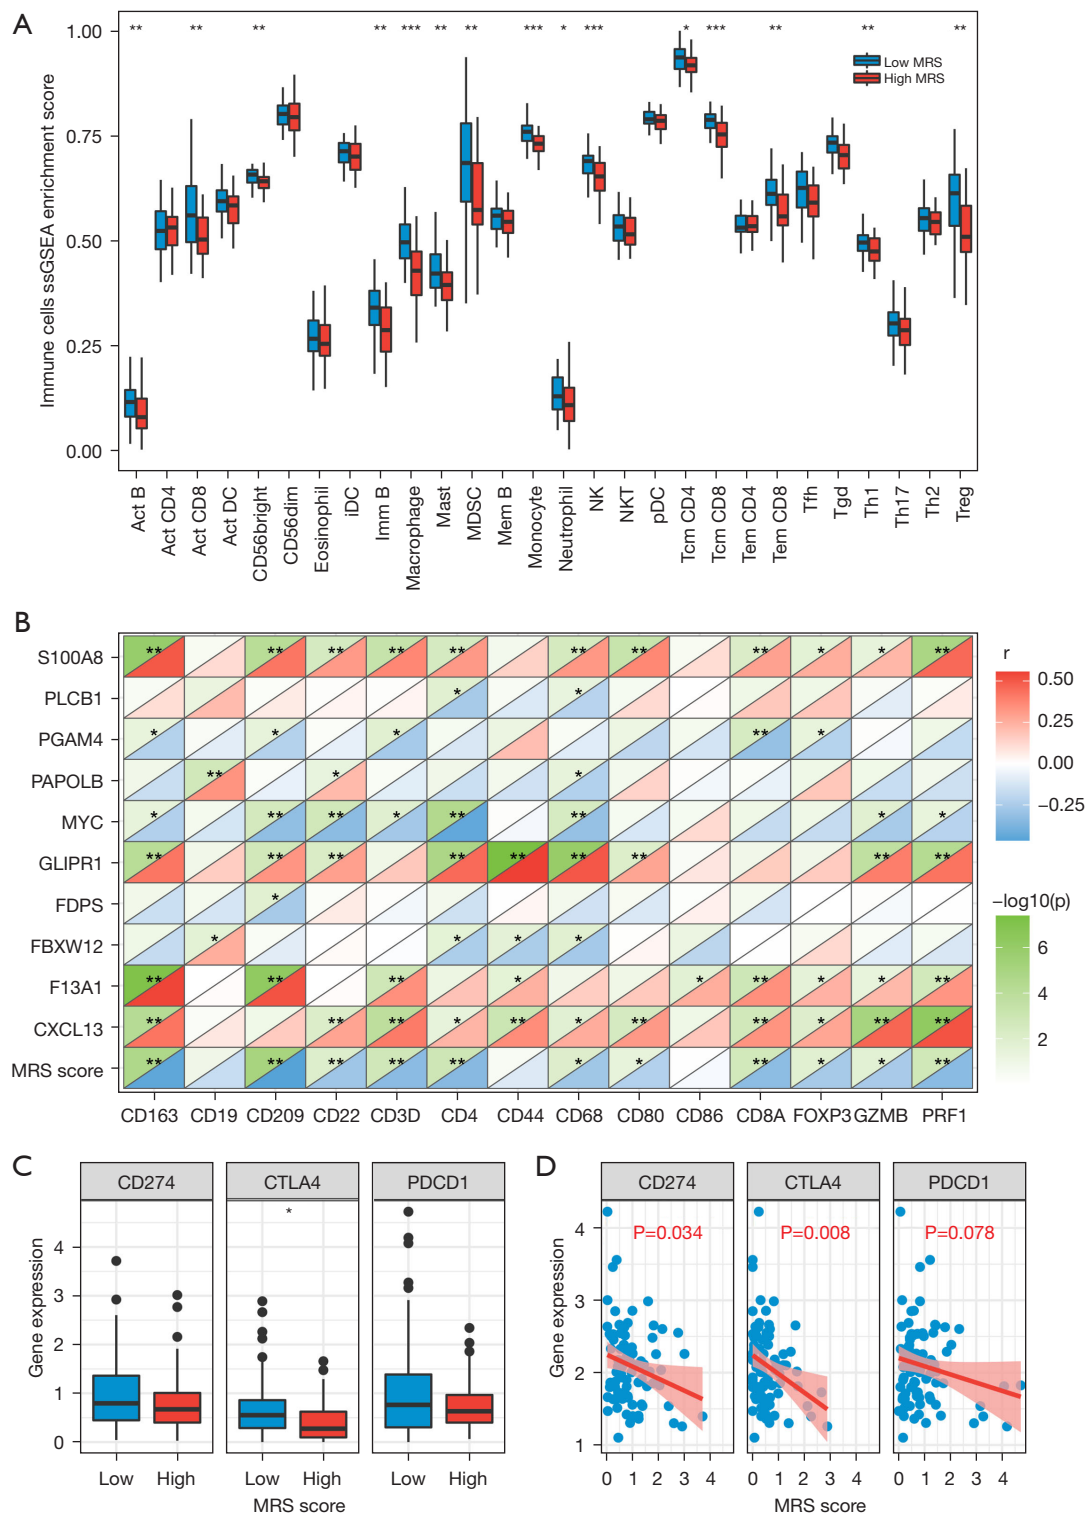 A
** ** ** ** *** ** ** *** * *** * *** ** ** **
1.00
0.75
0.50
0.25
0.00
Immune cells ssGSEA enrichment score
Low MRS
High MRS
Act B
Act CD4
Act CD8
Act DC
CD56bright
CD56dim
Eosinophil
iDC
Imm B
Macrophage
Mast
MDSC
Mem B
Monocyte
Neutrophil
NK
NKT
pDC
Tcm CD4
Tcm CD8
Tem CD4
Tem CD8
Tfh
Tgd
Th1
Th17
Th2
Treg
B
S100A8 ** ** ** ** ** ** ** ** * * **
PLCB1 * *
PGAM4 * * * ** *
PAPOLB ** * *
MYC * ** ** * ** ** * *
GLIPR1 ** ** ** ** ** ** ** ** **
FDPS *
FBXW12 * * * *
F13A1 ** ** ** * * ** * * **
CXCL13 ** ** ** * ** * ** ** * ** **
MRS score ** ** ** ** ** * * ** * * **
CD163 CD19 CD209 CD22 CD3D CD4 CD44 CD68 CD80 CD86 CD8A FOXP3 GZMB PRF1
r
0.50
0.25
0.00
−0.25
−log10(p)
6
4
2
C
CD274 CTLA4 PDCD1
*
Gene expression
4
3
2
1
0
Low High Low High Low High
MRS score
D
CD274 CTLA4 PDCD1
P=0.034 P=0.008 P=0.078
Gene expression
4
3
2
1
0 1 2 3 4 0 1 2 3 4 0 1 2 3 4
MRS score